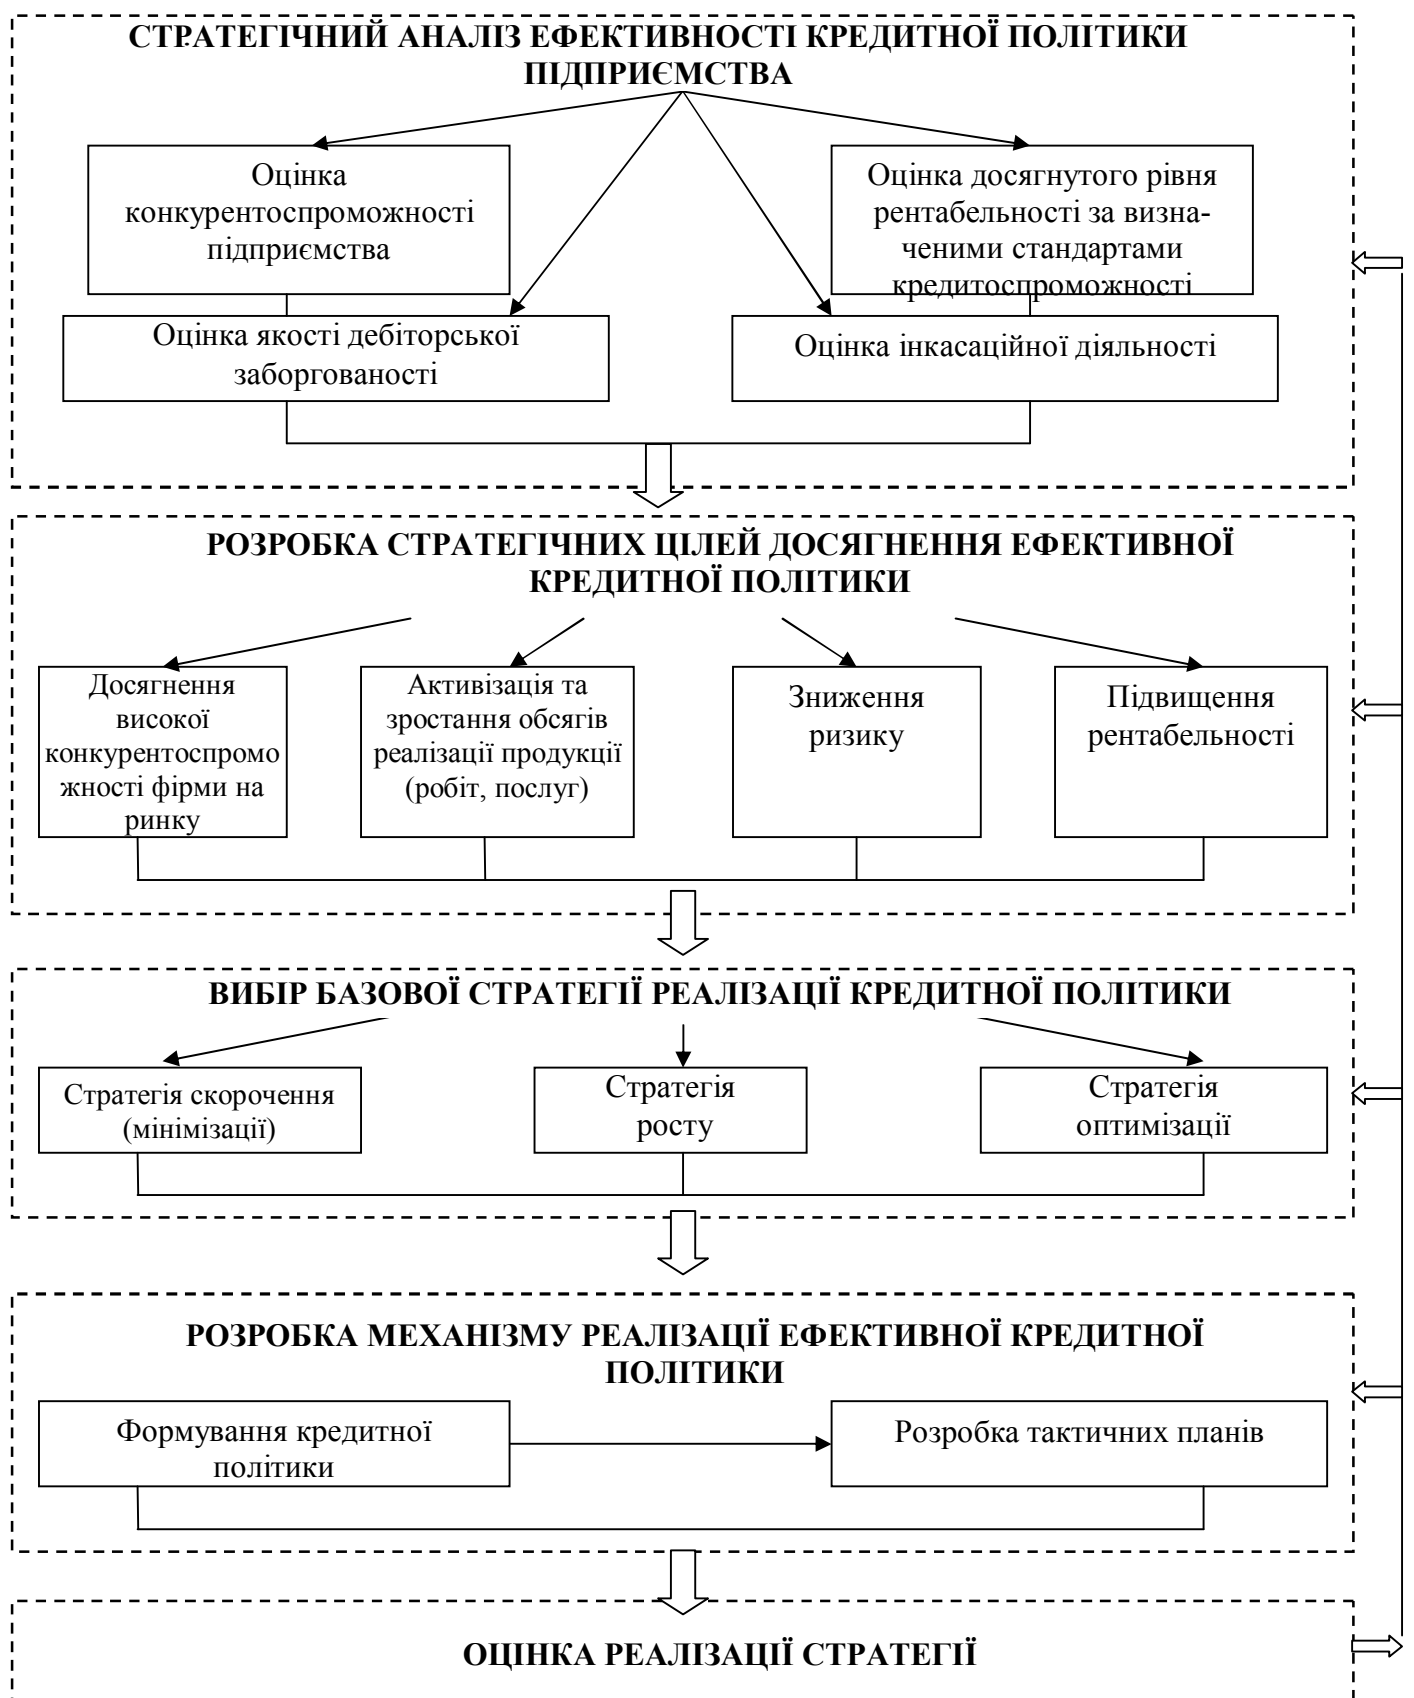 СТРАТЕГІЧНИЙ АНАЛІЗ ЕФЕКТИВНОСТІ КРЕДИТНОЇ ПОЛІТИКИ
ПІДПРИЄМСТВА
Оцінка
конкурентоспроможності
підприємства
Оцінка досягнутого рівня
рентабельності за визна-
ченими стандартами
кредитоспроможності
Оцінка якості дебіторської
заборгованості
Оцінка інкасаційної діяльності
РОЗРОБКА СТРАТЕГІЧНИХ ЦІЛЕЙ ДОСЯГНЕННЯ ЕФЕКТИВНОЇ
КРЕДИТНОЇ ПОЛІТИКИ
Досягнення
високої
конкурентоспромо
жності фірми на
ринку
Активізація та
зростання обсягів
реалізації продукції
(робіт, послуг)
Зниження
ризику
Підвищення
рентабельності
ВИБІР БАЗОВОЇ СТРАТЕГІЇ РЕАЛІЗАЦІЇ КРЕДИТНОЇ ПОЛІТИКИ
Стратегія скорочення
(мінімізації)
Стратегія
росту
Стратегія
оптимізації
РОЗРОБКА МЕХАНІЗМУ РЕАЛІЗАЦІЇ ЕФЕКТИВНОЇ КРЕДИТНОЇ
ПОЛІТИКИ
Формування кредитної
політики
Розробка тактичних планів
ОЦІНКА РЕАЛІЗАЦІЇ СТРАТЕГІЇ